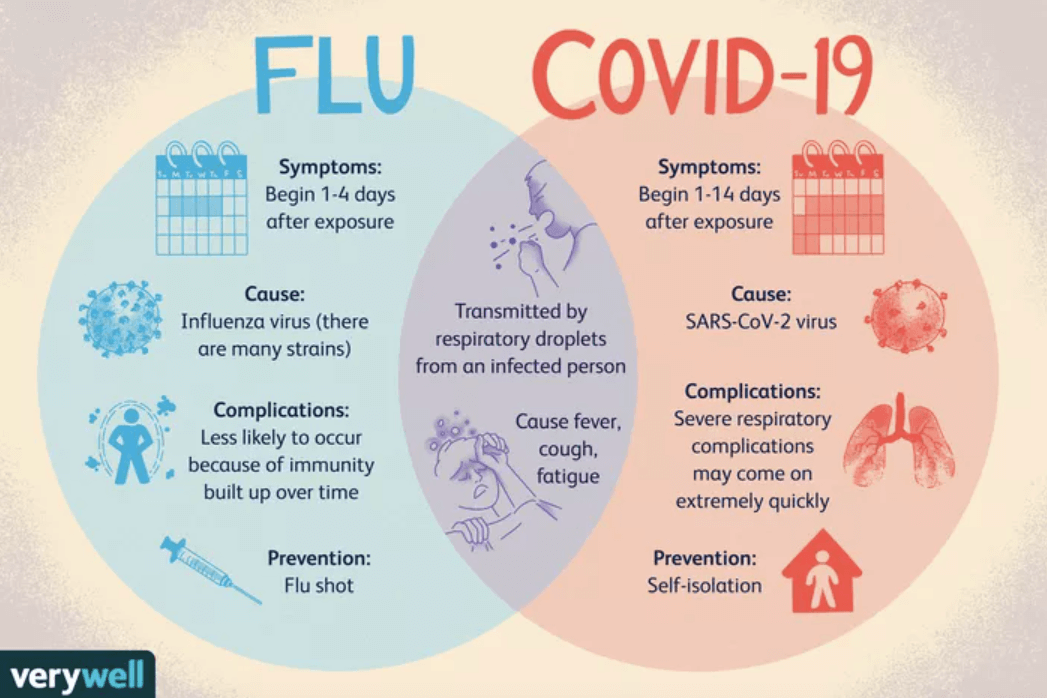 FLU
COVID-19
Symptoms:
Begin 1-4 days
after exposure
Cause:
Influenza virus (there
are many strains)
Complications:
Less likely to occur
because of immunity
built up over time
Prevention:
Flu shot
Transmitted by
respiratory droplets
from an infected person
Cause fever,
cough,
fatigue
Symptoms:
Begin 1-14 days
after exposure
Cause:
SARS-CoV-2 virus
Complications:
Severe respiratory
complications
may come on
extremely quickly
Prevention:
Self-isolation
verywell